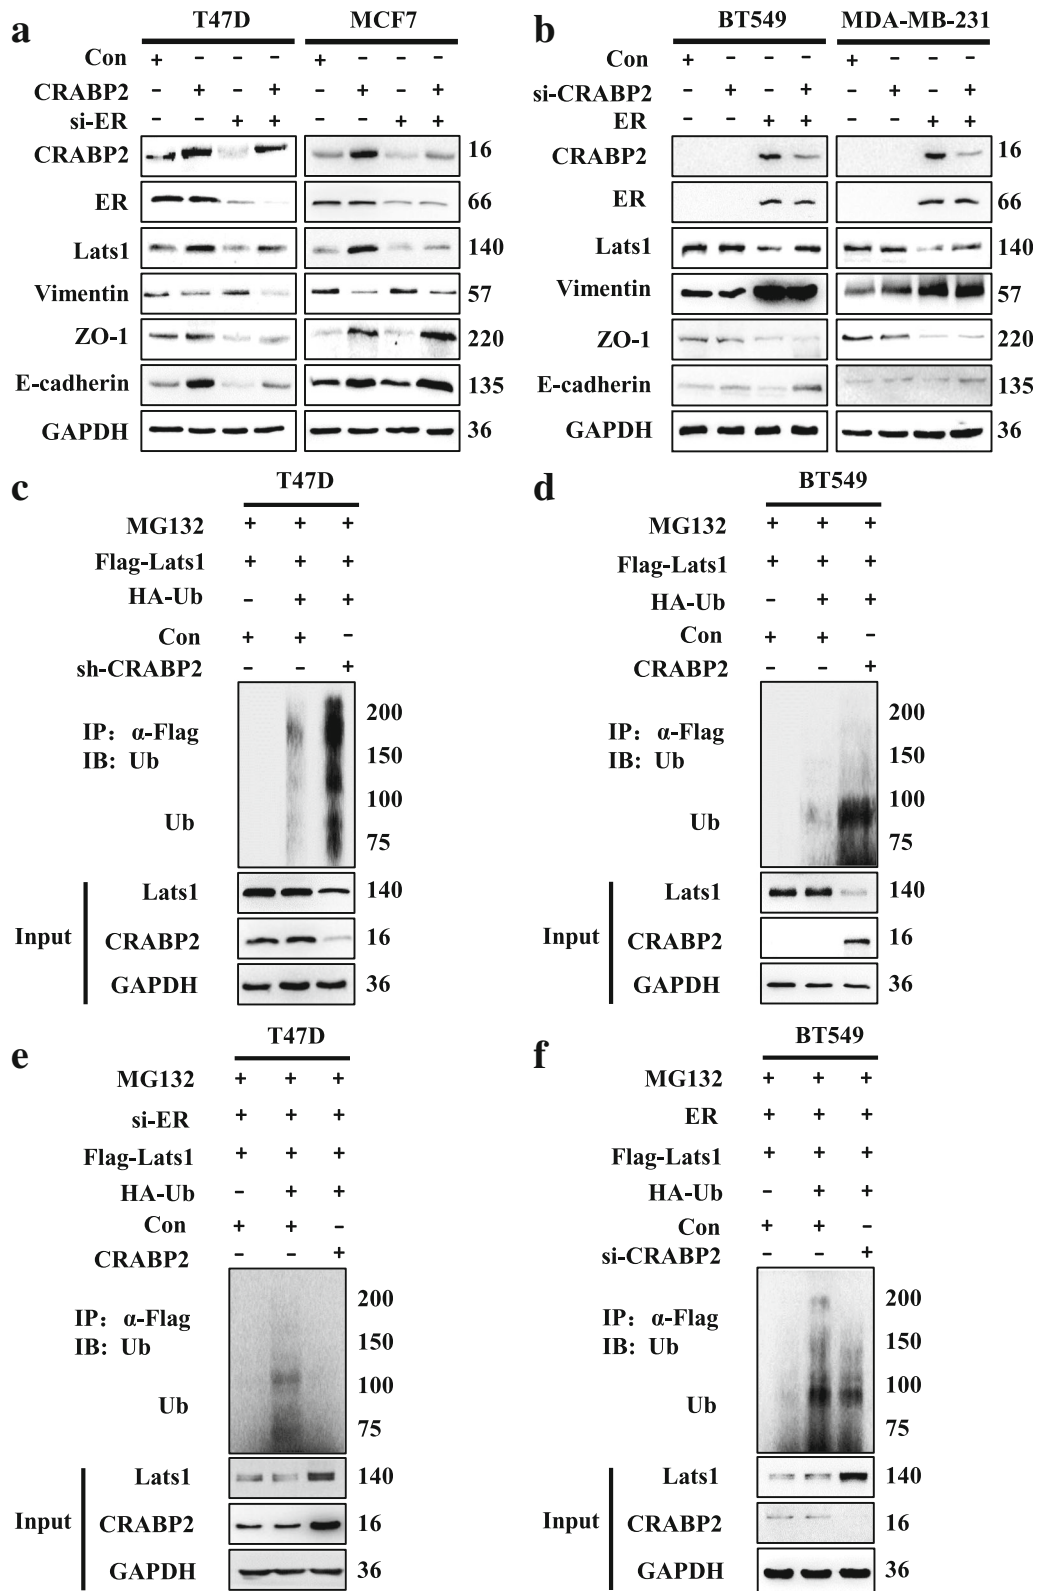 a T47D MCF7
Con + - - - + - - -
CRABP2 - + - + - + - +
si-ER - - + + - - + +
CRABP2 16
ER 66
Lats1 140
Vimentin 57
ZO-1 220
E-cadherin 135
GAPDH 36
b BT549 MDA-MB-231
Con + - - - + - - -
si-CRABP2 - + - + - + - +
ER - - + + - - + +
CRABP2 16
ER 66
Lats1 140
Vimentin 57
ZO-1 220
E-cadherin 135
GAPDH 36
c T47D
MG132 + + +
Flag-Lats1 + + +
HA-Ub - + +
Con + + -
sh-CRABP2 - - +
IP: α-Flag
IB: Ub
Ub
200
150
100
75
Input
Lats1 140
CRABP2 16
GAPDH 36
d BT549
MG132 + + +
Flag-Lats1 + + +
HA-Ub - + +
Con + + -
CRABP2 - - +
IP: α-Flag
IB: Ub
Ub
200
150
100
75
Input
Lats1 140
CRABP2 16
GAPDH 36
e T47D
MG132 + + +
si-ER + + +
Flag-Lats1 + + +
HA-Ub - + +
Con + + -
CRABP2 - - +
IP: α-Flag
IB: Ub
Ub
200
150
100
75
Input
Lats1 140
CRABP2 16
GAPDH 36
f BT549
MG132 + + +
ER + + +
Flag-Lats1 + + +
HA-Ub - + +
Con + + -
si-CRABP2 - - +
IP: α-Flag
IB: Ub
Ub
200
150
100
75
Input
Lats1 140
CRABP2 16
GAPDH 36